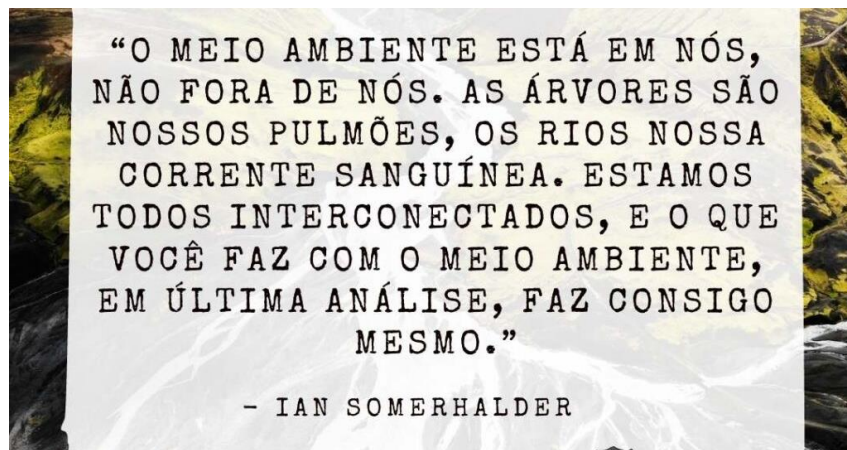 “O MEIO AMBIENTE ESTÁ EM NÓS,
NÃO FORA DE NÓS. AS ÁRVORES SÃO
NOSSOS PULMÕES, OS RIOS NOSSA
CORRENTE SANGUÍNEA. ESTAMOS
TODOS INTERCONECTADOS, E O QUE
VOCÊ FAZ COM O MEIO AMBIENTE,
EM ÚLTIMA ANÁLISE, FAZ CONSIGO
MESMO.”
– IAN SOMERHALDER